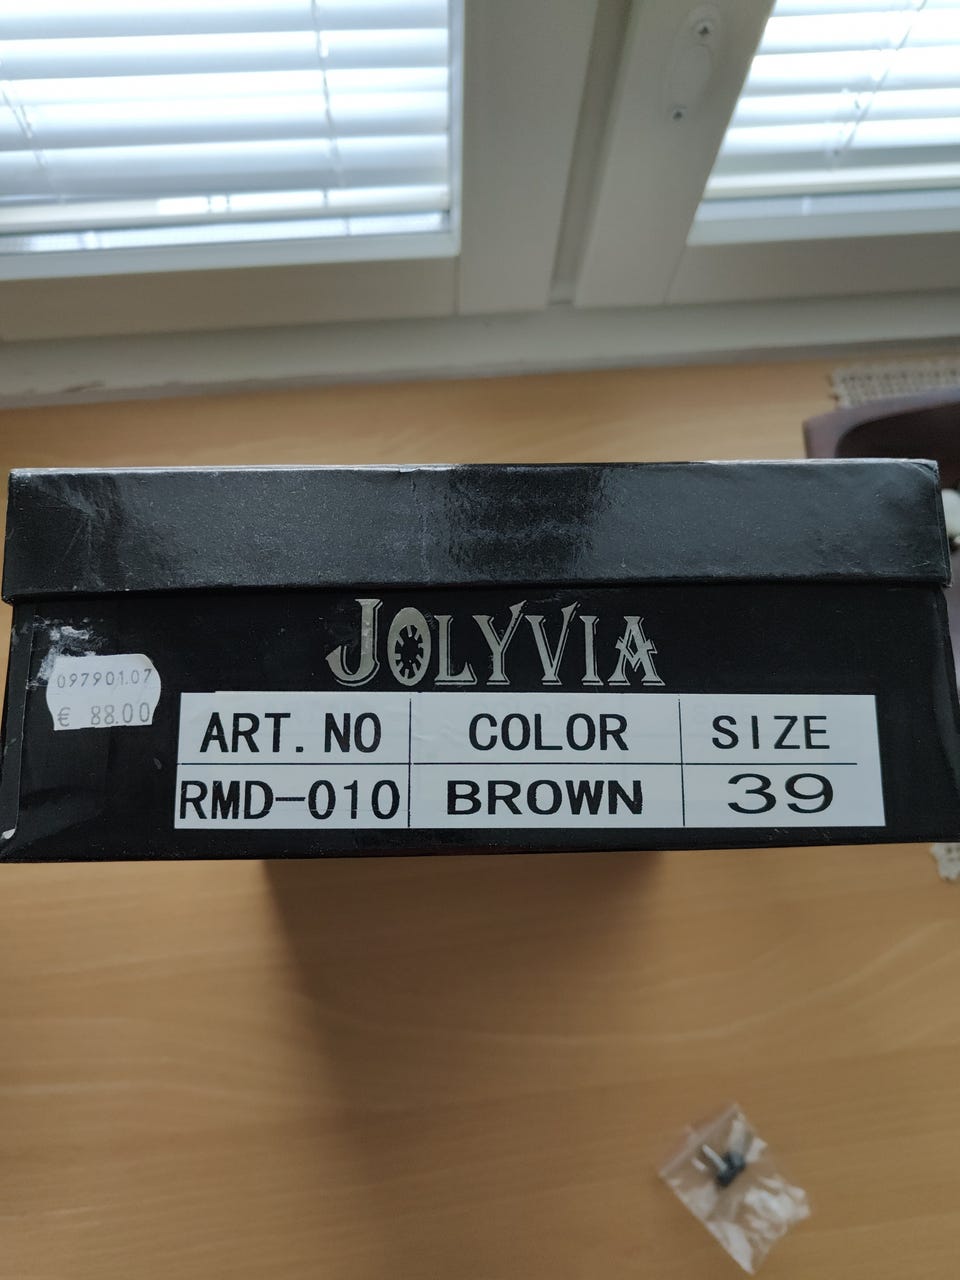 JOLYVIA
097901.07
€ 88.00
ART. NO COLOR SIZE
RMD-010 BROWN 39